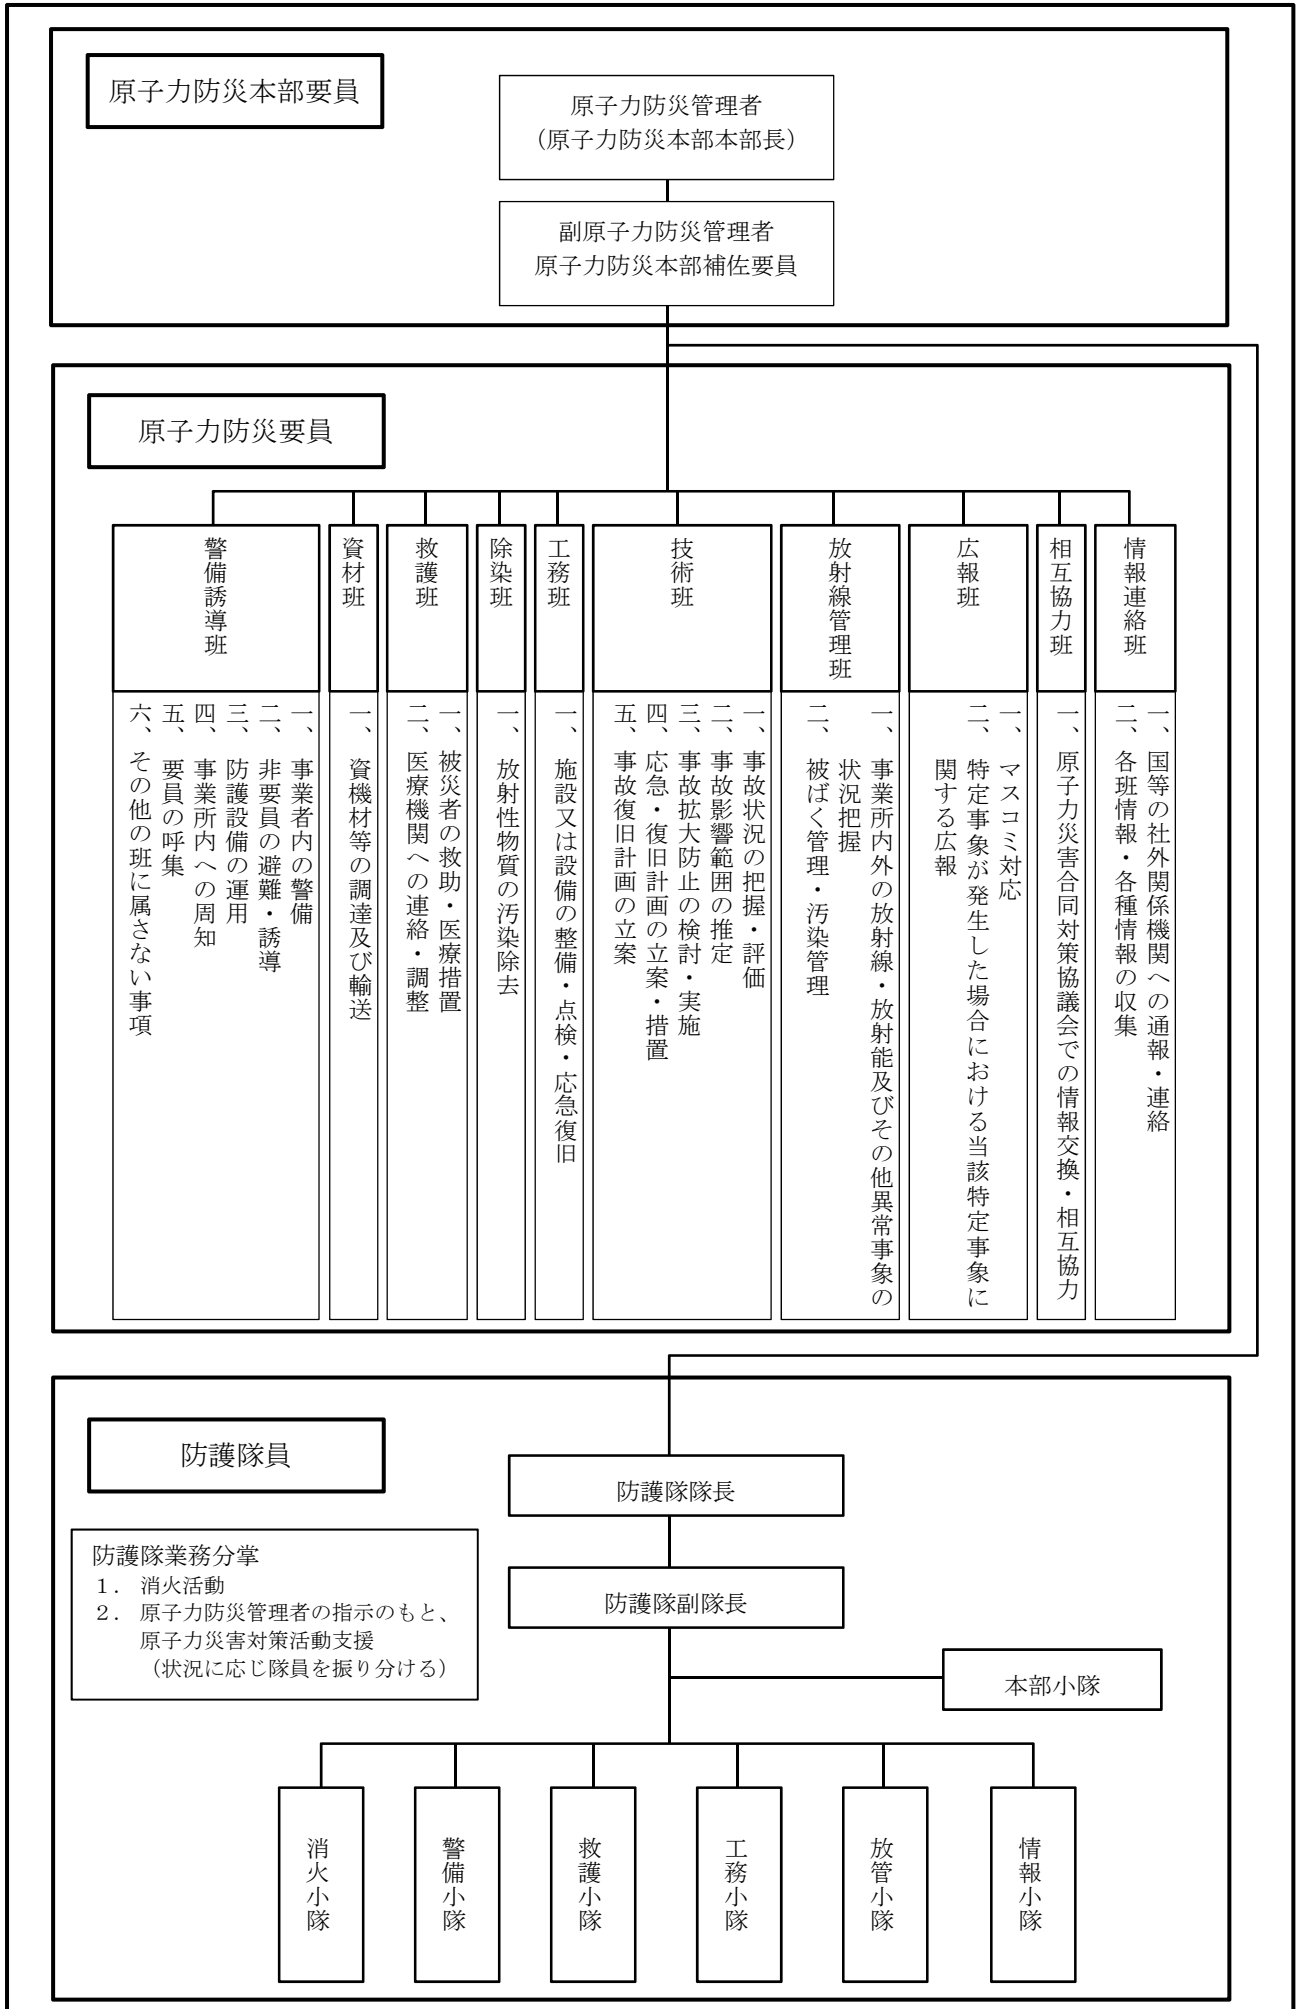 原子力防災本部要員
原子力防災管理者
（原子力防災本部本部長）
副原子力防災管理者
原子力防災本部補佐要員
原子力防災要員
情報連絡班
一、国等の社外関係機関への通報・連絡
二、各班情報・各種情報の収集
相互協力班
一、原子力災害合同対策協議会での情報交換・相互協力
広報班
一、マスコミ対応
二、特定事象が発生した場合における当該特定事象に
関する広報
放射線管理班
一、事業所内外の放射線・放射能及びその他異常事象の
状況把握
二、被ばく管理・汚染管理
技術班
一、事故状況の把握・評価
二、事故影響範囲の推定
三、事故拡大防止の検討・実施
四、応急・復旧計画の立案・措置
五、事故復旧計画の立案
工務班
一、施設又は設備の整備・点検・応急復旧
除染班
一、放射性物質の汚染除去
救護班
一、被災者の救助・医療措置
二、医療機関への連絡・調整
資材班
一、資機材等の調達及び輸送
警備誘導班
一、事業者内の警備
二、非要員の避難・誘導
三、防護設備の運用
四、事業所内への周知
五、要員の呼集
六、その他の班に属さない事項
防護隊員
防護隊隊長
防護隊業務分掌
１．消火活動
２．原子力防災管理者の指示のもと、
原子力災害対策活動支援
（状況に応じ隊員を振り分ける）
防護隊副隊長
本部小隊
消火小隊
警備小隊
救護小隊
工務小隊
放管小隊
情報小隊